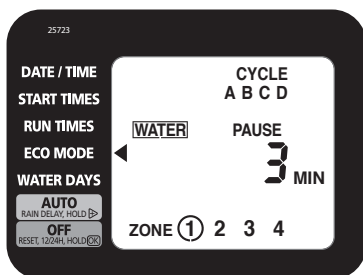 25723
DATE / TIME
START TIMES
RUN TIMES
ECO MODE
WATER DAYS
AUTO
RAIN DELAY, HOLD
OFF
RESET, 12/24H, HOLD OK
CYCLE
A B C D
WATER PAUSE
3 MIN
ZONE 1 2 3 4